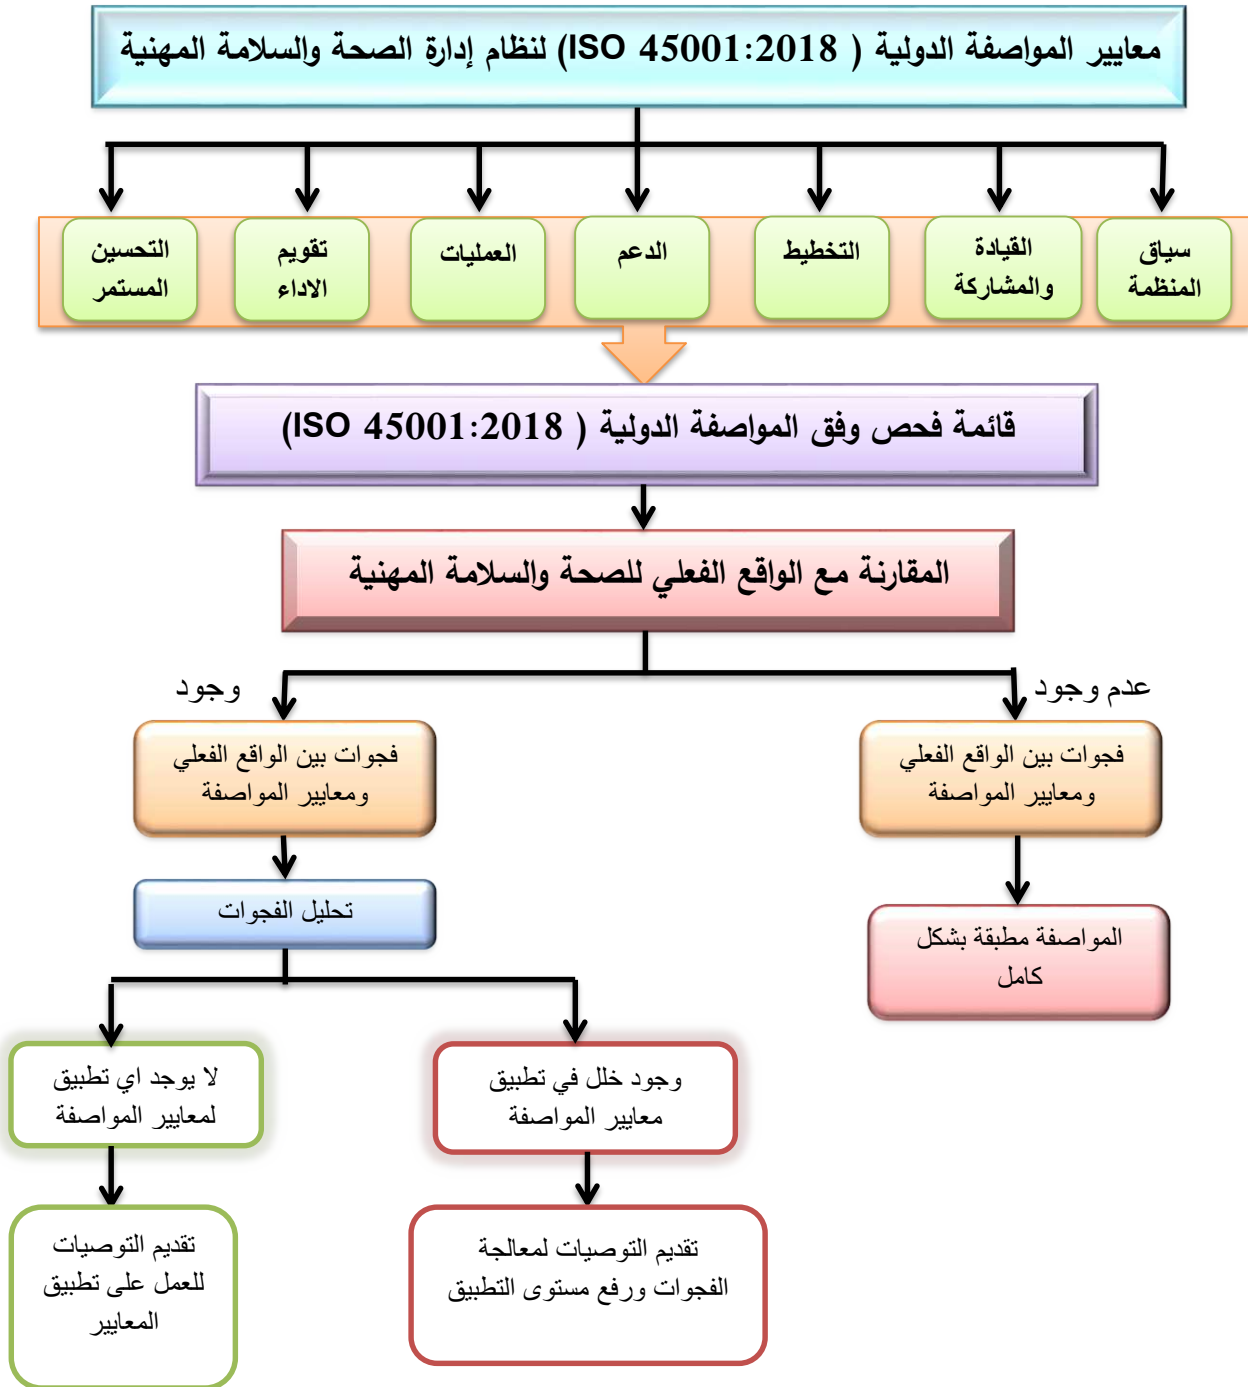 معايير المواصفة الدولية ( ISO 45001:2018) لنظام إدارة الصحة والسلامة المهنية
سياق
المنظمة
القيادة
والمشاركة
التخطيط
الدعم
العمليات
تقويم
الاداء
التحسين
المستمر
قائمة فحص وفق المواصفة الدولية ( ISO 45001:2018)
المقارنة مع الواقع الفعلي للصحة والسلامة المهنية
عدم وجود
وجود
فجوات بين الواقع الفعلي
ومعايير المواصفة
فجوات بين الواقع الفعلي
ومعايير المواصفة
المواصفة مطبقة بشكل
كامل
تحليل الفجوات
وجود خلل في تطبيق
معايير المواصفة
لا يوجد اي تطبيق
لمعايير المواصفة
تقديم التوصيات لمعالجة
الفجوات ورفع مستوى التطبيق
تقديم التوصيات
للعمل على تطبيق
المعايير